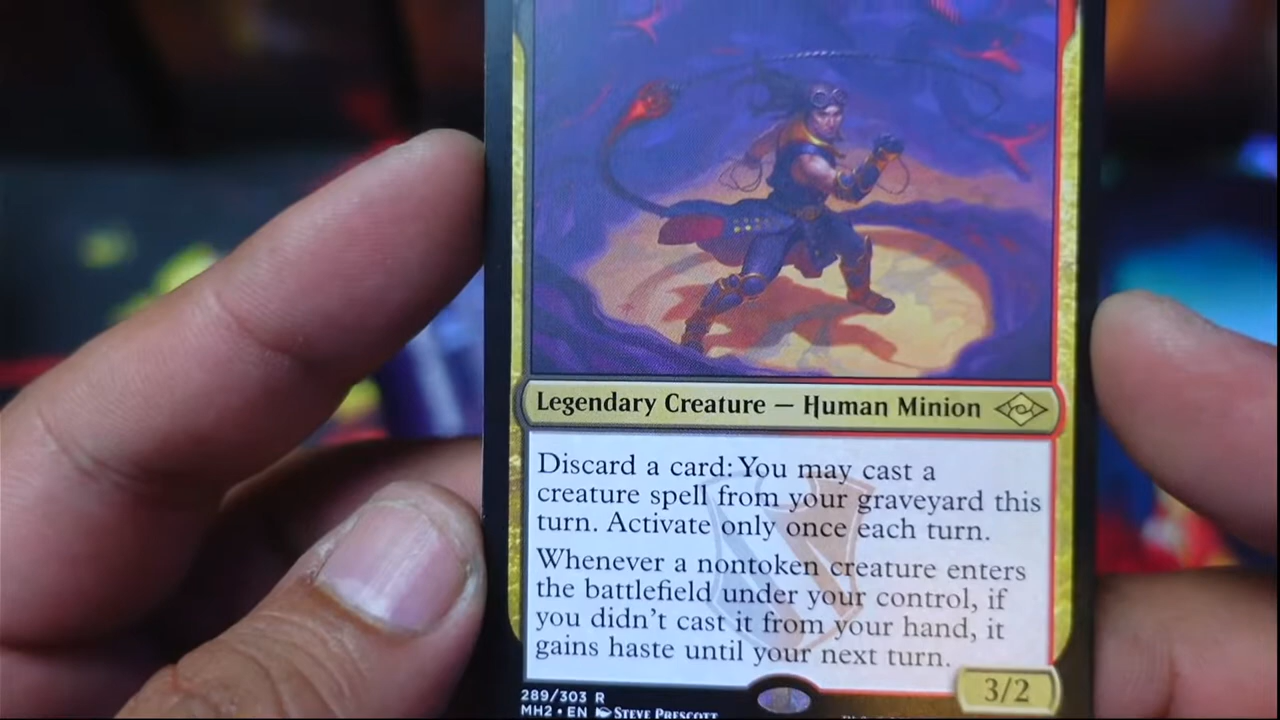 Legendary Creature — Human Minion
Discard a card: You may cast a
creature spell from your graveyard this
turn. Activate only once each turn.
Whenever a nontoken creature enters
the battlefield under your control, if
you didn't cast it from your hand, it
gains haste until your next turn.
3/2
289/303 R
MH2 • EN STEVE PRESCOTT